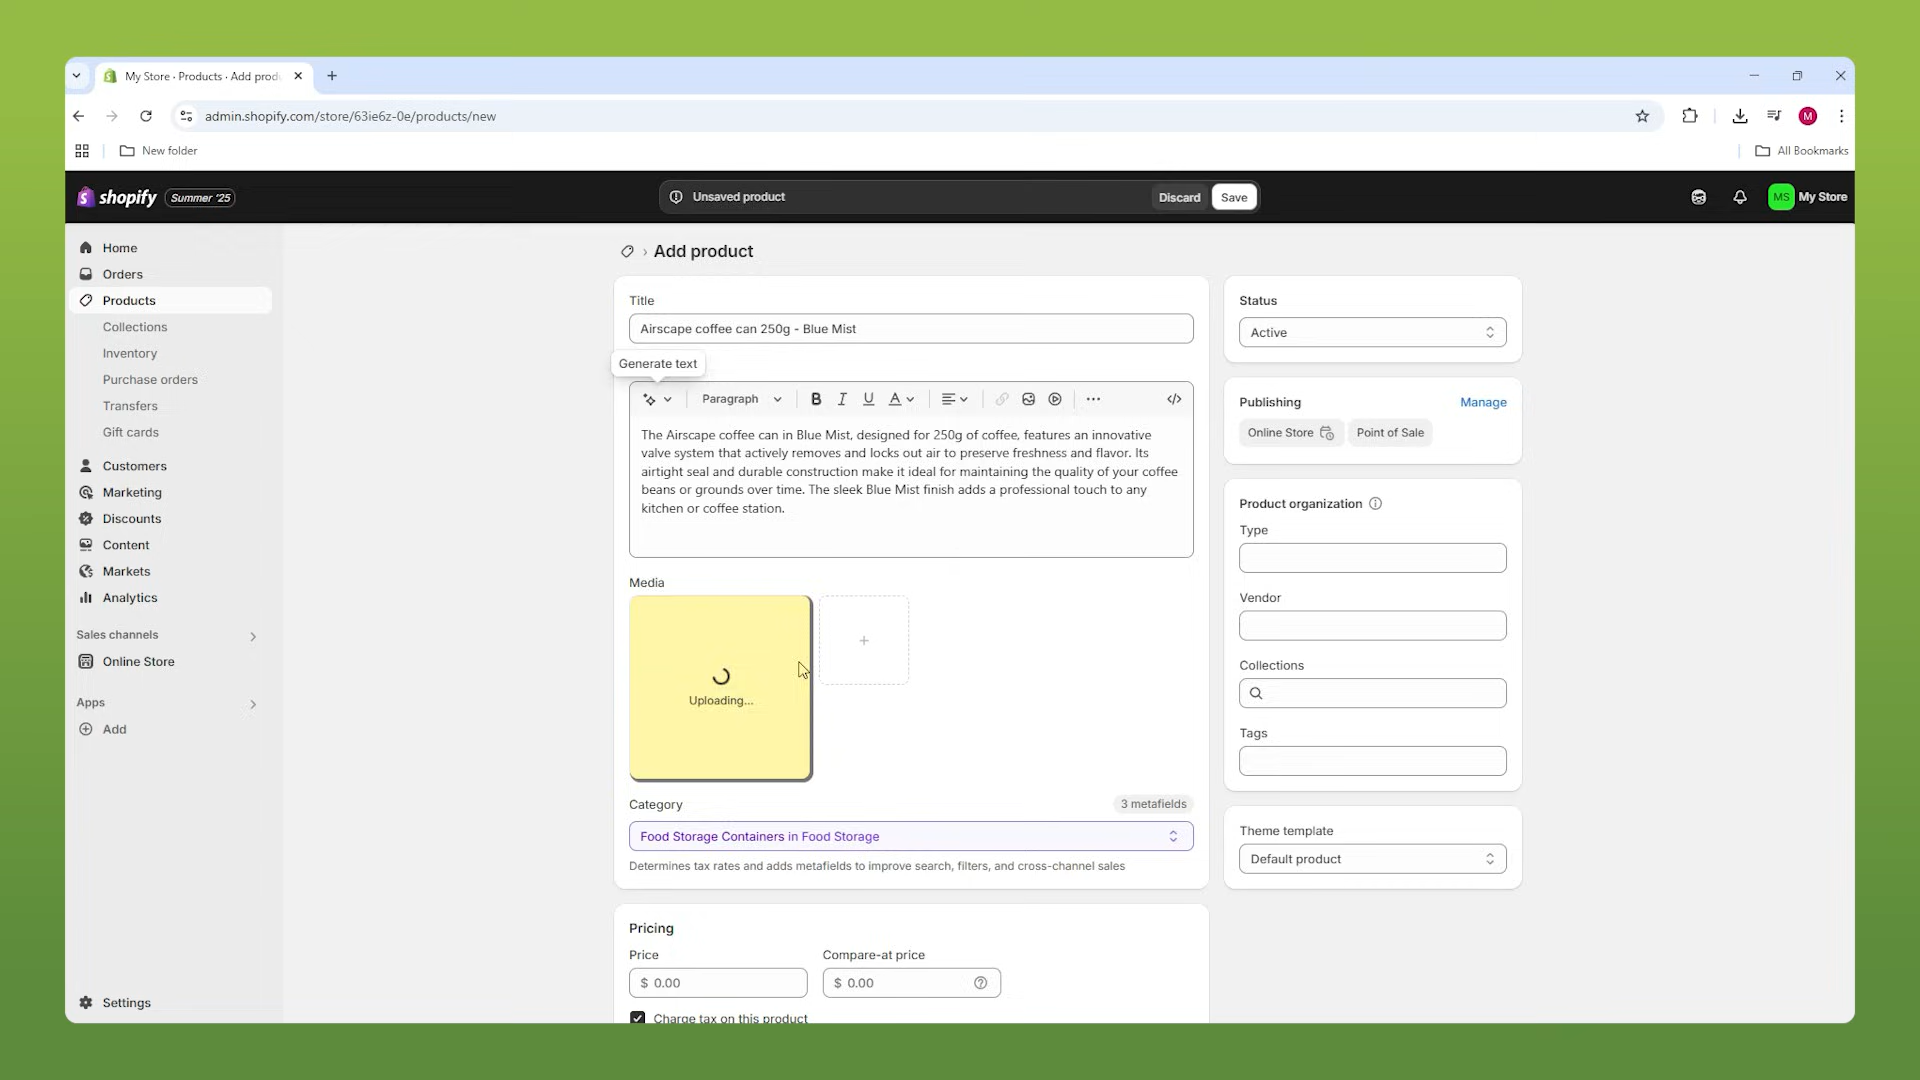 My Store · Products · Add prod
admin.shopify.com/store/63ie6z-0e/products/new
M
New folder
All Bookmarks
shopify
Summer '25
Unsaved product
Discard
Save
MS
My Store
Home
Orders
Products
Collections
Inventory
Purchase orders
Transfers
Gift cards
Customers
Marketing
Discounts
Content
Markets
Analytics
Sales channels
Online Store
Apps
Add
Settings
Add product
Title
Airscape coffee can 250g - Blue Mist
Generate text
Paragraph
B I U A
The Airscape coffee can in Blue Mist, designed for 250g of coffee, features an innovative
valve system that actively removes and locks out air to preserve freshness and flavor. Its
airtight seal and durable construction make it ideal for maintaining the quality of your coffee
beans or grounds over time. The sleek Blue Mist finish adds a professional touch to any
kitchen or coffee station.
Media
Uploading...
Category
3 metafields
Food Storage Containers in Food Storage
Determines tax rates and adds metafields to improve search, filters, and cross-channel sales
Pricing
Price
Compare-at price
$ 0.00
$ 0.00
Charge tax on this product
Status
Active
Publishing
Manage
Online Store
Point of Sale
Product organization
Type
Vendor
Collections
Tags
Theme template
Default product